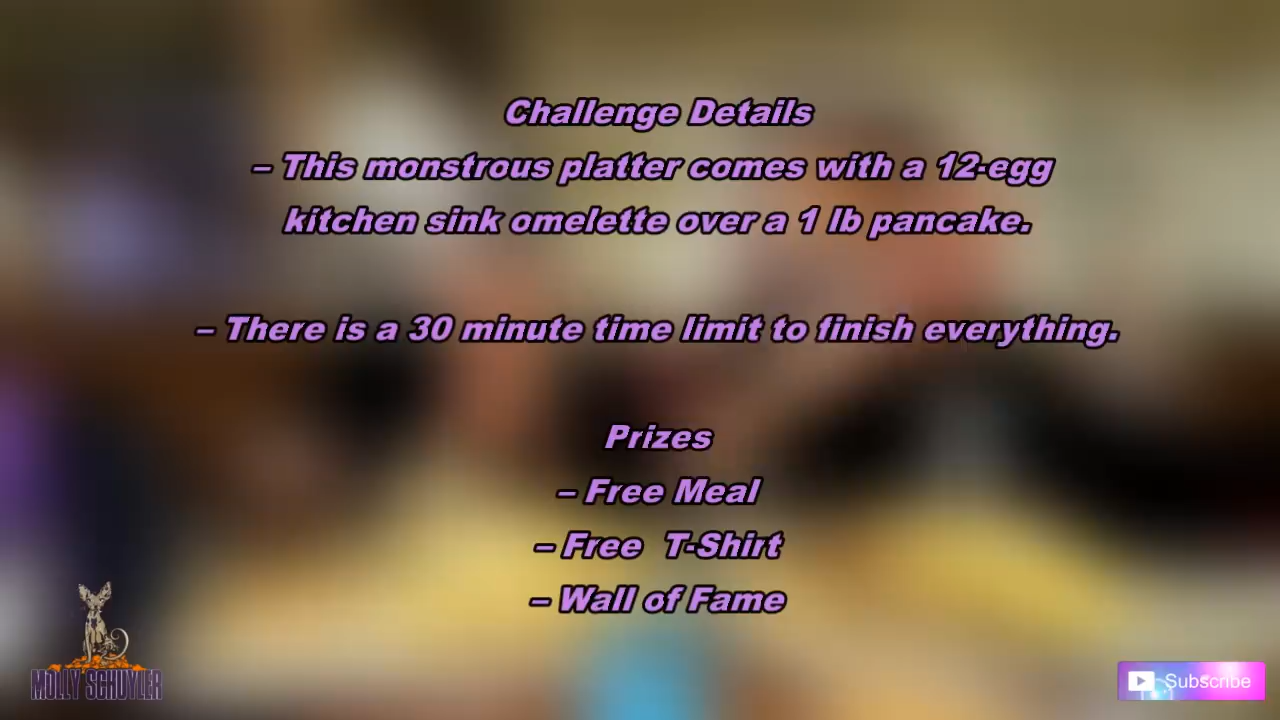 Challenge Details
– This monstrous platter comes with a 12-egg
kitchen sink omelette over a 1 lb pancake.
– There is a 30 minute time limit to finish everything.
Prizes
– Free Meal
– Free T-Shirt
– Wall of Fame
MOLLY SCHUYLER
Subscribe